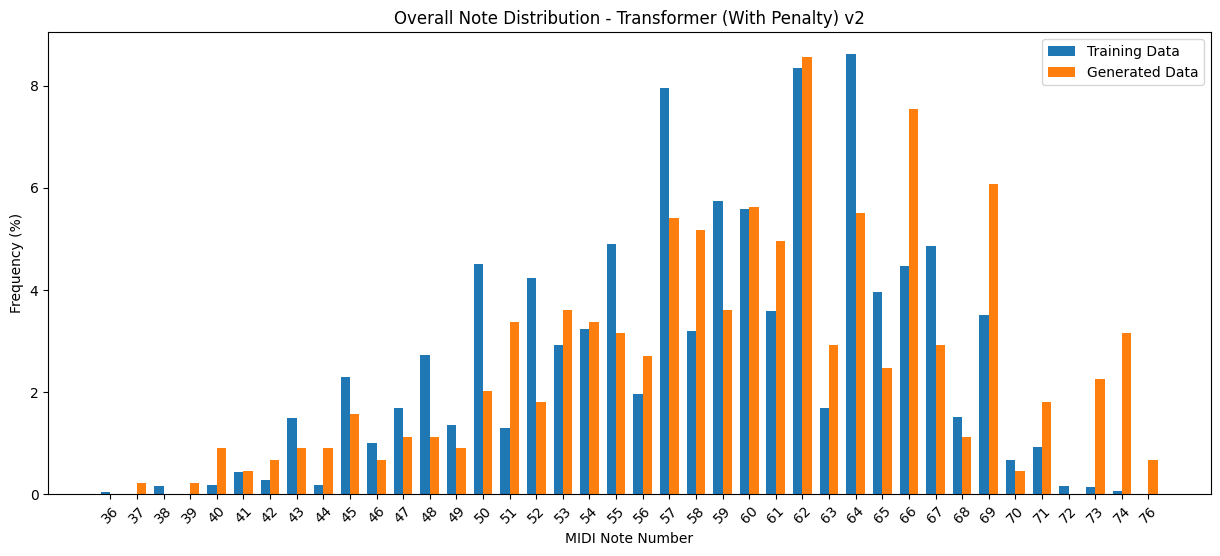 Overall Note Distribution - Transformer (With Penalty) v2
Training Data
Generated Data
Frequency (%)
8
6
4
2
0
36 37 38 39 40 41 42 43 44 45 46 47 48 49 50 51 52 53 54 55 56 57 58 59 60 61 62 63 64 65 66 67 68 69 70 71 72 73 74 76
MIDI Note Number